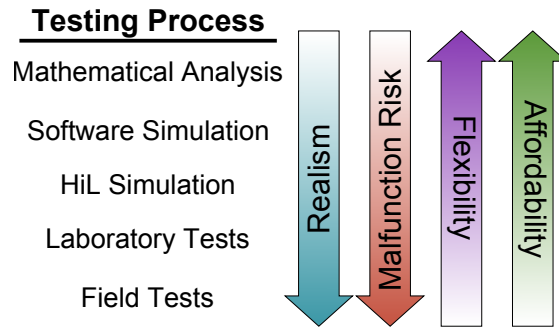 Testing Process
Mathematical Analysis
Software Simulation
HiL Simulation
Laboratory Tests
Field Tests
Realism
Malfunction Risk
Flexibility
Affordability